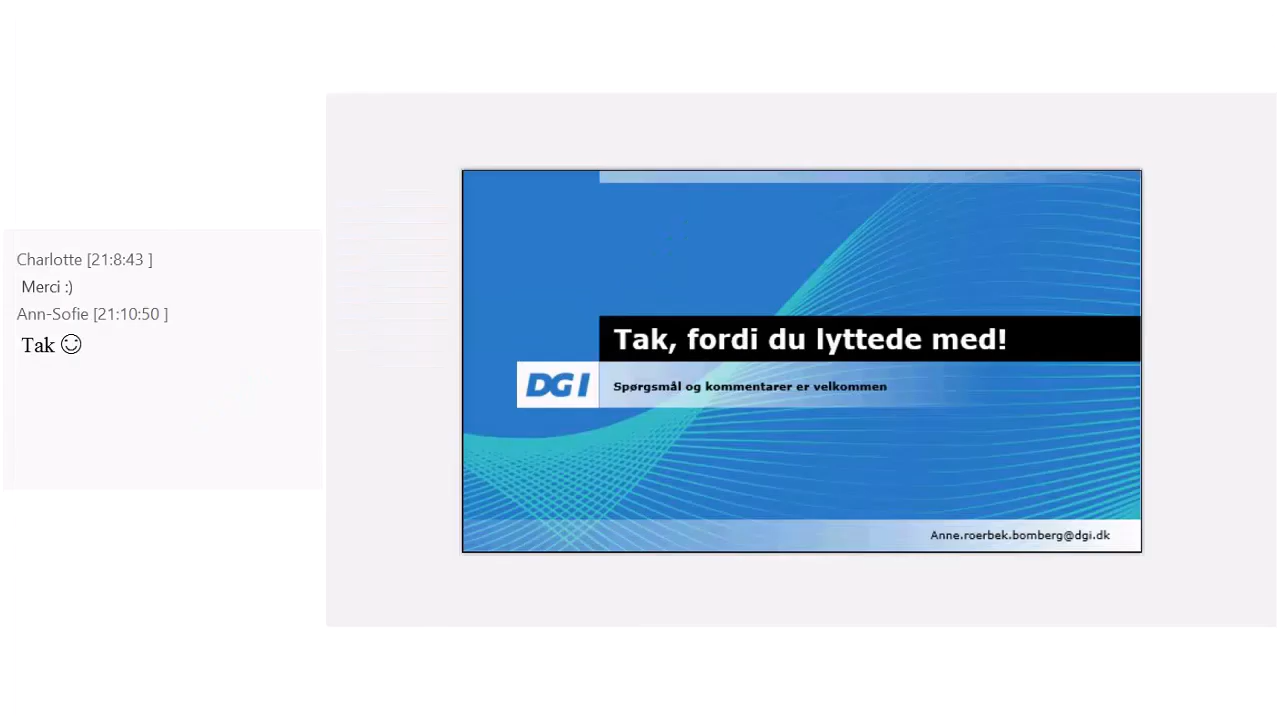 Charlotte [21:8:43 ]
Merci :)
Ann-Sofie [21:10:50 ]
Tak ☺
Tak, fordi du lyttede med!
DGI
Spørgsmål og kommentarer er velkommen
Anne.roerbek.bomberg@dgi.dk